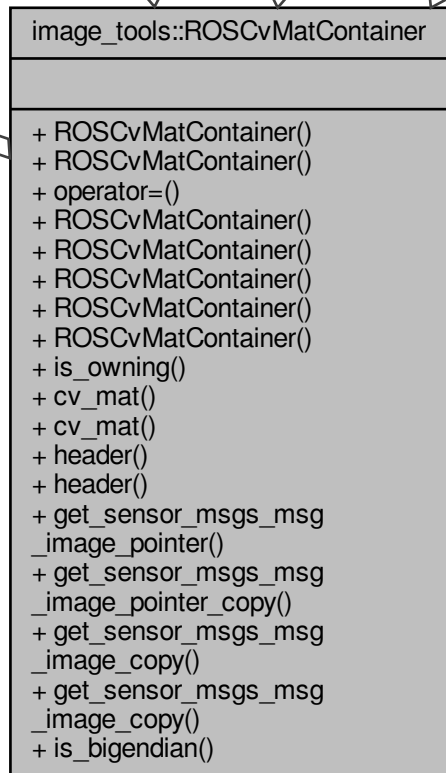 image_tools::ROSCvMatContainer
+ ROSCvMatContainer()
+ ROSCvMatContainer()
+ operator=()
+ ROSCvMatContainer()
+ ROSCvMatContainer()
+ ROSCvMatContainer()
+ ROSCvMatContainer()
+ ROSCvMatContainer()
+ is_owning()
+ cv_mat()
+ cv_mat()
+ header()
+ header()
+ get_sensor_msgs_msg
_image_pointer()
+ get_sensor_msgs_msg
_image_pointer_copy()
+ get_sensor_msgs_msg
_image_copy()
+ get_sensor_msgs_msg
_image_copy()
+ is_bigendian()